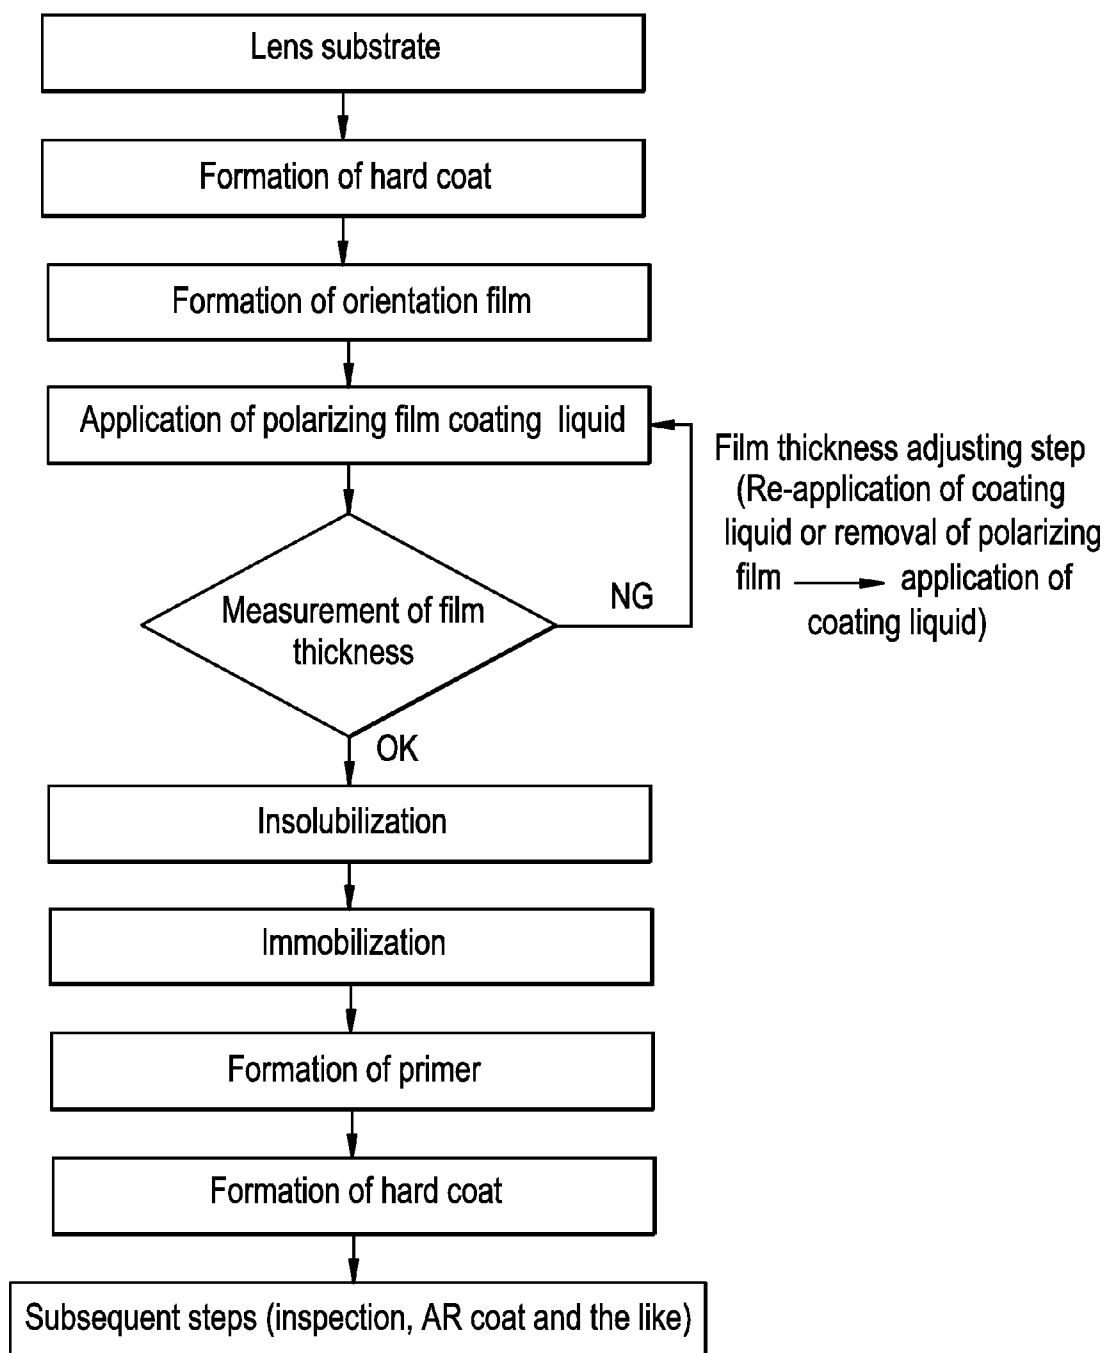 Lens substrate
Formation of hard coat
Formation of orientation film
Application of polarizing film coating liquid
Film thickness adjusting step
(Re-application of coating
liquid or removal of polarizing
film ⟶ application of
coating liquid)
Measurement of film
thickness
NG
OK
Insolubilization
Immobilization
Formation of primer
Formation of hard coat
Subsequent steps (inspection, AR coat and the like)